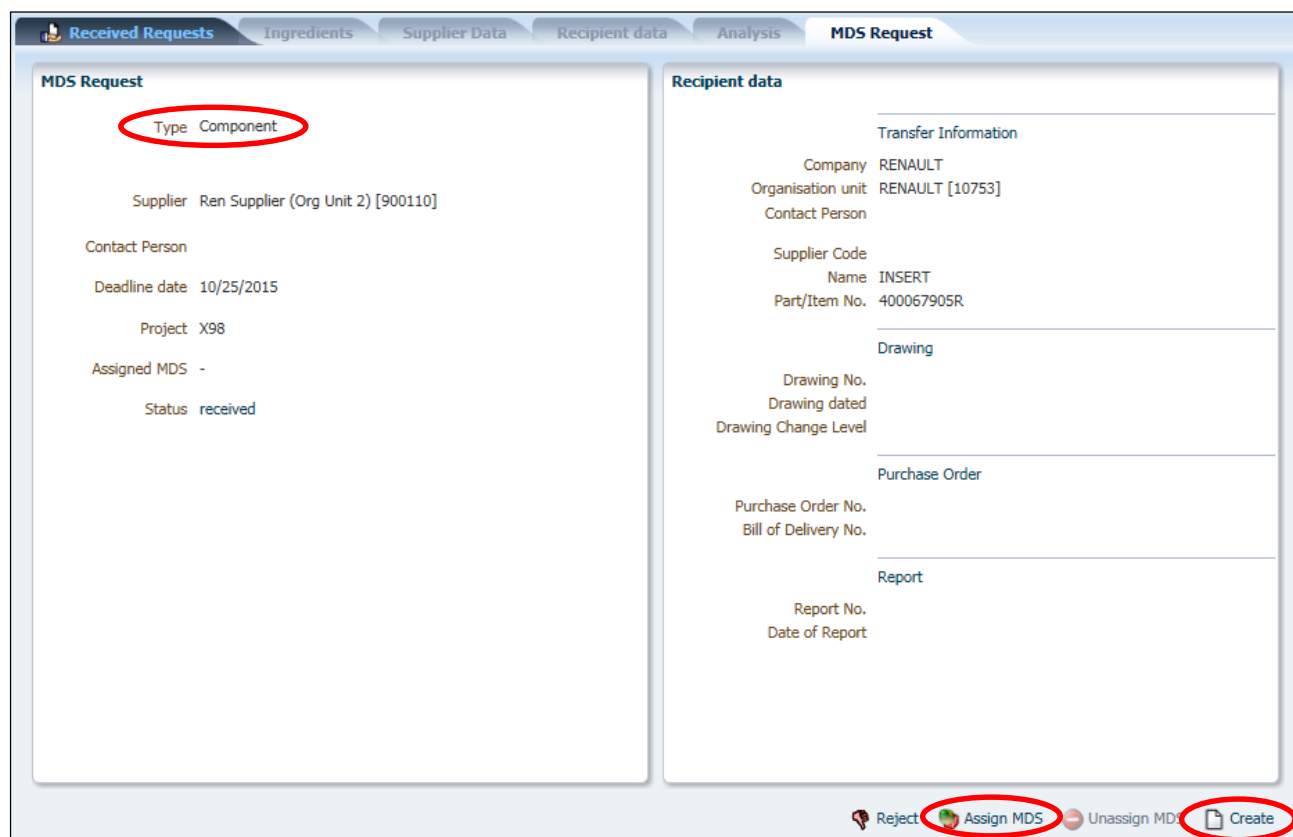 Received Requests Ingredients Supplier Data Recipient data Analysis MDS Request
MDS Request
Type Component
Supplier Ren Supplier (Org Unit 2) [900110]
Contact Person
Deadline date 10/25/2015
Project X98
Assigned MDS -
Status received
Recipient data
Transfer Information
Company RENAULT
Organisation unit RENAULT [10753]
Contact Person
Supplier Code
Name INSERT
Part/Item No. 400067905R
Drawing
Drawing No.
Drawing dated
Drawing Change Level
Purchase Order
Purchase Order No.
Bill of Delivery No.
Report
Report No.
Date of Report
Reject Assign MDS Unassign MDS Create